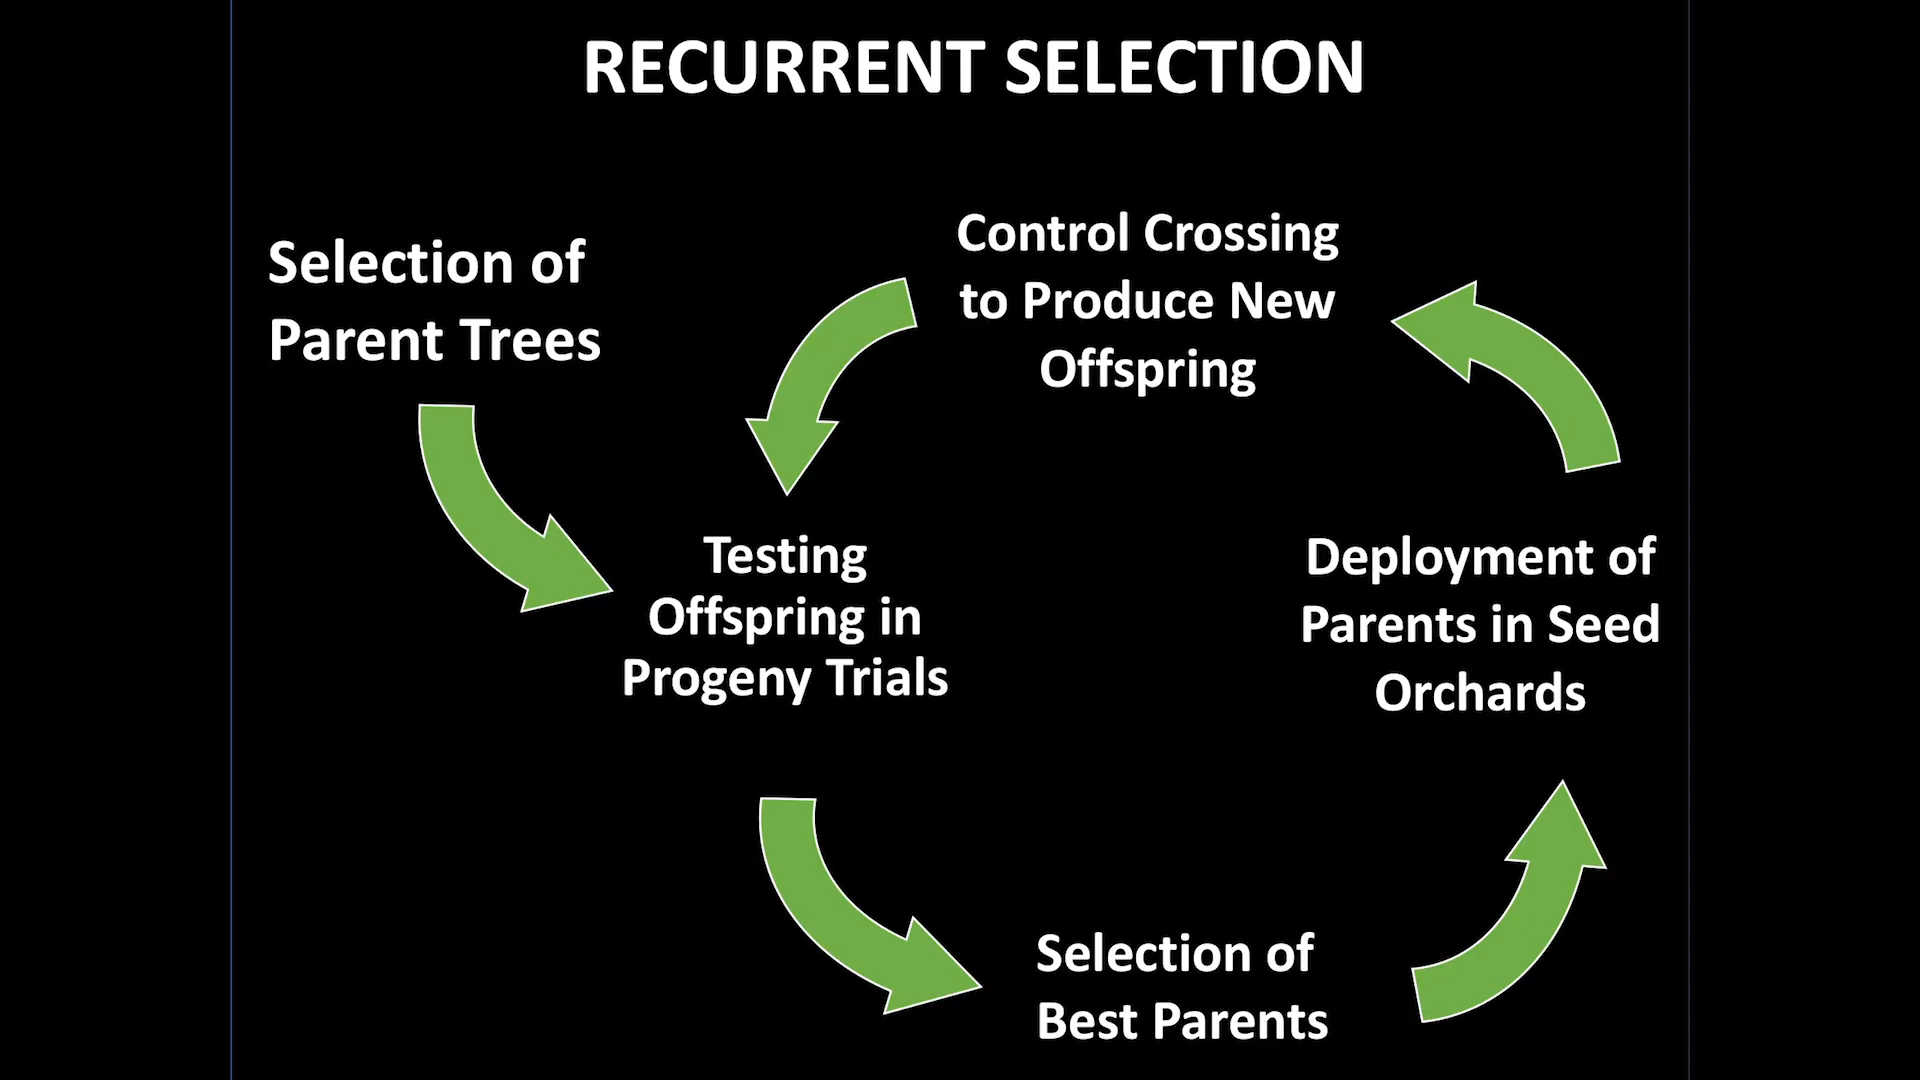 RECURRENT SELECTION
Selection of
Parent Trees
Control Crossing
to Produce New
Offspring
Testing
Offspring in
Progeny Trials
Deployment of
Parents in Seed
Orchards
Selection of
Best Parents